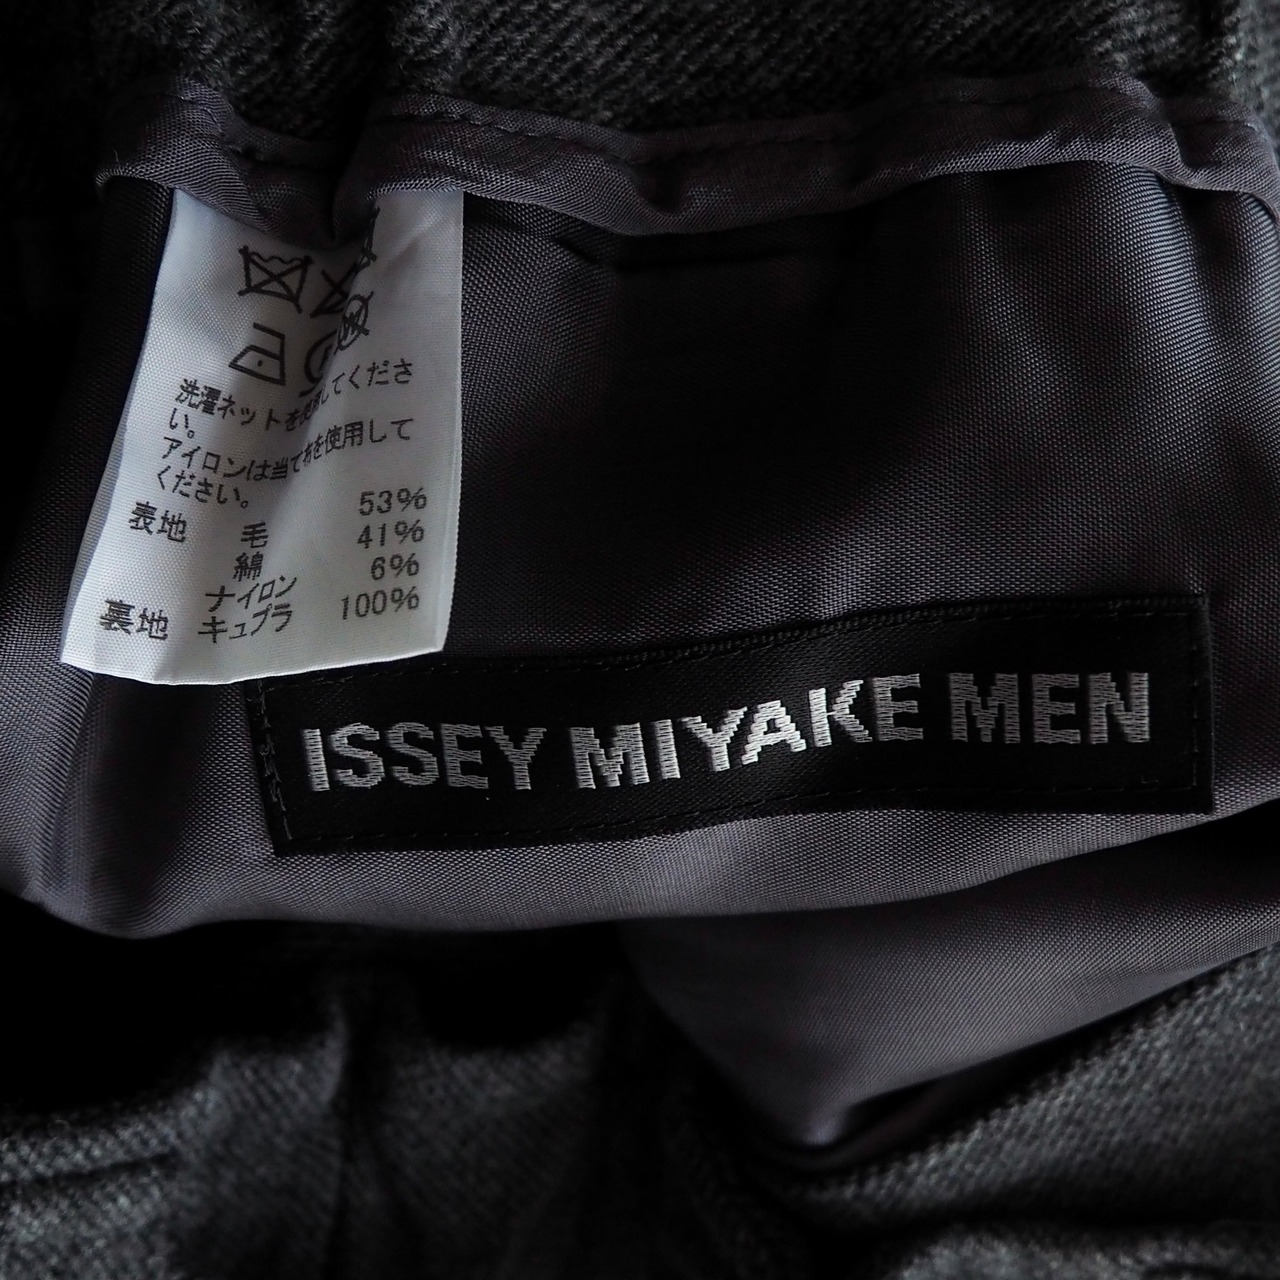 洗濯ネットを使用してくださ
い。
アイロンは当て布を使用して
ください。
表地 毛 53%
綿 41%
ナイロン 6%
裏地 キュプラ 100%
ISSEY MIYAKE MEN